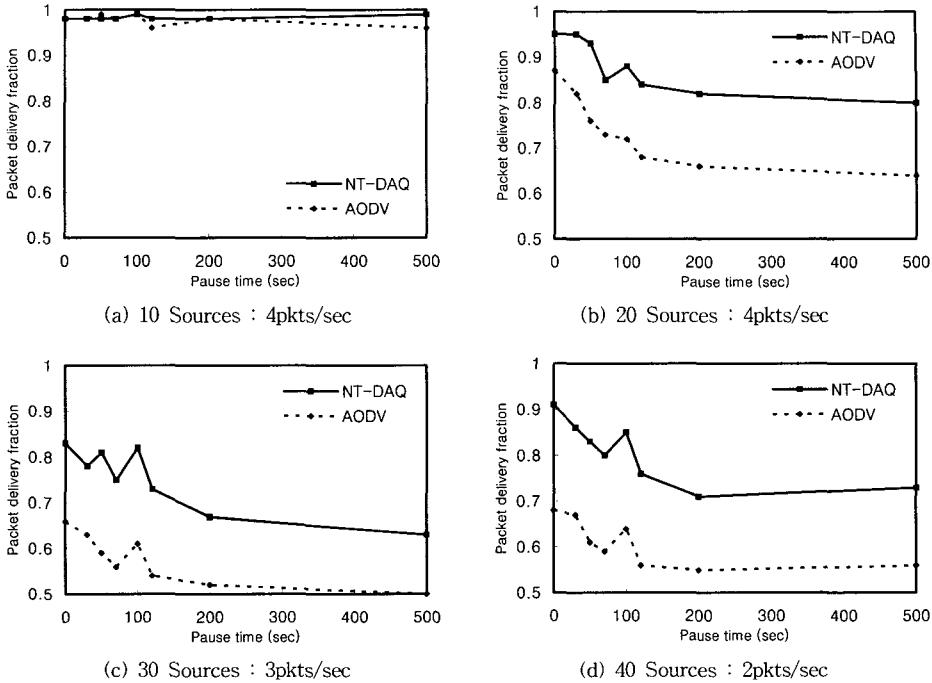 1
0.9
0.8
0.7
0.6
0.5
Packet delivery fraction
NT-DAQ
AODV
0 100 200 300 400 500
Pause time (sec)
(a) 10 Sources : 4pkts/sec
1
0.9
0.8
0.7
0.6
0.5
Packet delivery fraction
NT-DAQ
AODV
0 100 200 300 400 500
Pause time (sec)
(b) 20 Sources : 4pkts/sec
1
0.9
0.8
0.7
0.6
0.5
Packet delivery fraction
NT-DAQ
AODV
0 100 200 300 400 500
Pause time (sec)
(c) 30 Sources : 3pkts/sec
1
0.9
0.8
0.7
0.6
0.5
Packet delivery fraction
NT-DAQ
AODV
0 100 200 300 400 500
Pause time (sec)
(d) 40 Sources : 2pkts/sec